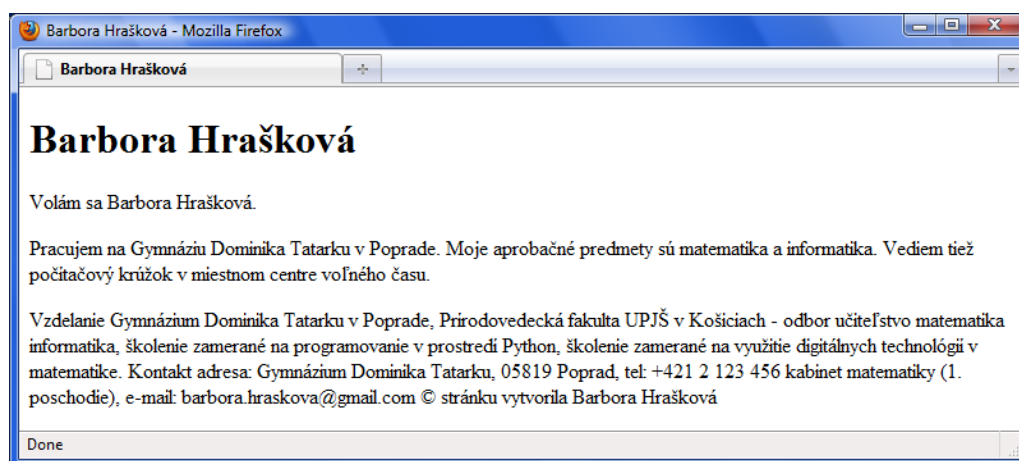 Barbora Hrašková - Mozilla Firefox
Barbora Hrašková
Barbora Hrašková
Volám sa Barbora Hrašková.
Pracujem na Gymnáziu Dominika Tatarku v Poprade. Moje aprobačné predmety sú matematika a informatika. Vediem tiež
počítačový krúžok v miestnom centre voľného času.
Vzdelanie Gymnázium Dominika Tatarku v Poprade, Prírodovedecká fakulta UPJŠ v Košiciach - odbor učiteľstvo matematika
informatika, školenie zamerané na programovanie v prostredí Python, školenie zamerané na využitie digitálnych technológií v
matematike. Kontakt adresa: Gymnázium Dominika Tatarku, 05819 Poprad, tel: +421 2 123 456 kabinet matematiky (1.
poschodie), e-mail: barbora.hraskova@gmail.com © stránku vytvorila Barbora Hrašková
Done